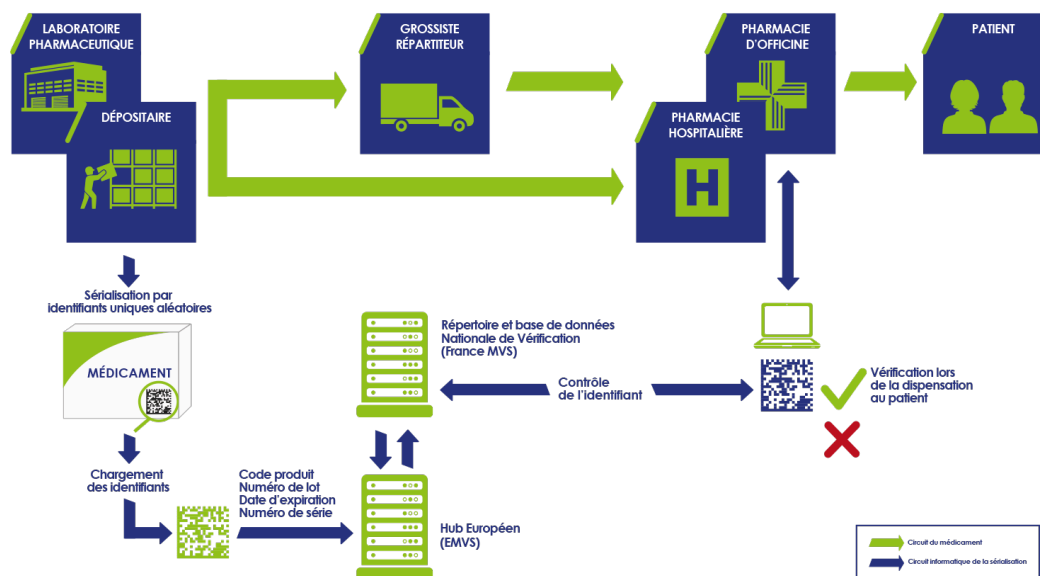 LABORATOIRE
PHARMACEUTIQUE
DÉPOSITAIRE
GROSSISTE
RÉPARTITEUR
PHARMACIE
D'OFFICINE
PHARMACIE
HOSPITALIÈRE
H
PATIENT
Sérialisation par
identifiants uniques aléatoires
MÉDICAMENT
Chargement
des identifiants
Code produit
Numéro de lot
Date d'expiration
Numéro de série
Répertoire et base de données
Nationale de Vérification
(France MVS)
Hub Européen
(EMVS)
Contrôle
de l'identifiant
Vérification lors
de la dispensation
au patient
Circuit du médicament
Circuit informatique de la sérialisation